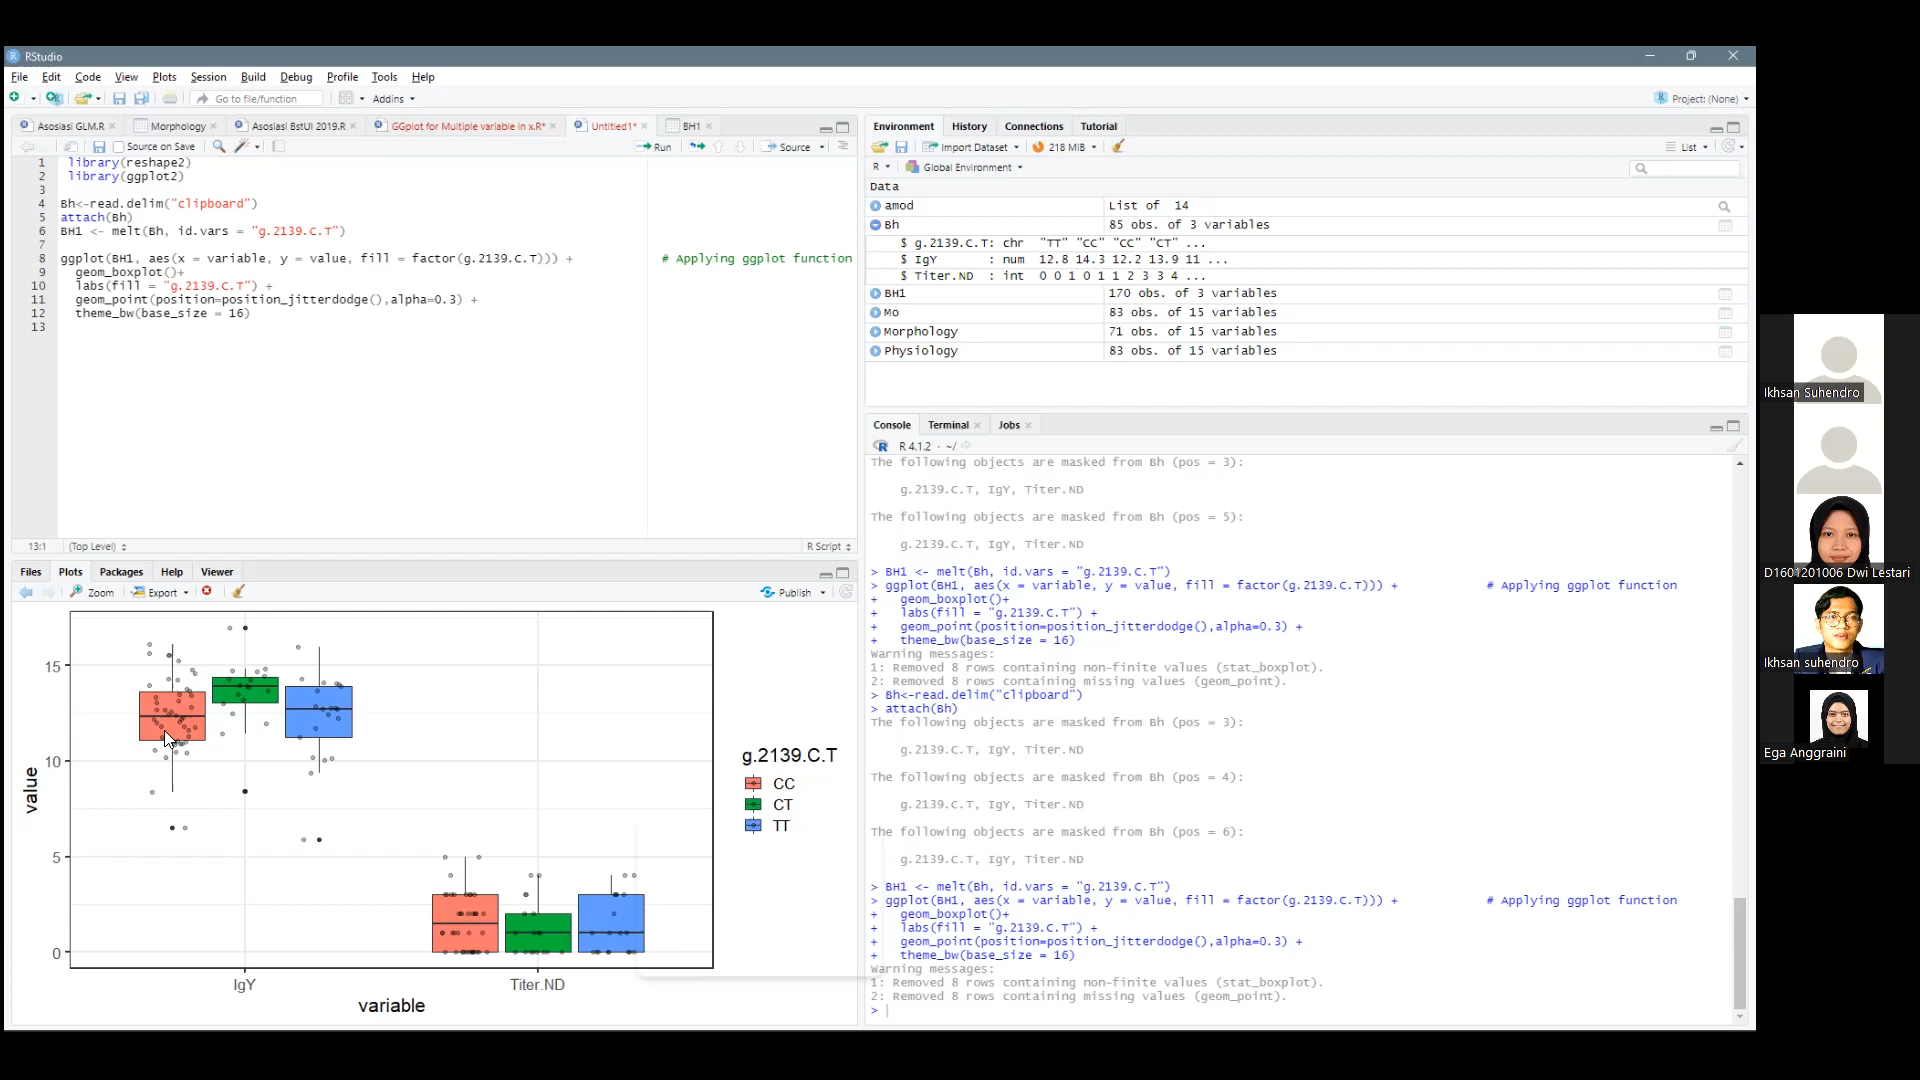 RStudio
File Edit Code View Plots Session Build Debug Profile Tools Help
Go to file/function Addins Project: (None)
Asosiasi GLM.R Morphology Asosiasi BstUI 2019.R GGplot for Multiple variable in x.R* Untitled1* BH1
Source on Save Run Source
1 library(reshape2)
2 library(ggplot2)
3
4 Bh<-read.delim("clipboard")
5 attach(Bh)
6 BH1 <- melt(Bh, id.vars = "g.2139.C.T")
7
8 ggplot(BH1, aes(x = variable, y = value, fill = factor(g.2139.C.T))) + # Applying ggplot function
9 geom_boxplot()+
10 labs(fill = "g.2139.C.T") +
11 geom_point(position=position_jitterdodge(),alpha=0.3) +
12 theme_bw(base_size = 16)
13
13:1 (Top Level) R Script
Files Plots Packages Help Viewer
Zoom Export Publish
15
10
5
0
value
IgY Titer.ND
variable
g.2139.C.T
CC
CT
TT
Environment History Connections Tutorial
Import Dataset 218 MiB List
R Global Environment
Data
amod List of 14
Bh 85 obs. of 3 variables
$ g.2139.C.T: chr "TT" "CC" "CC" "CT" ...
$ IgY : num 12.8 14.3 12.2 13.9 11 ...
$ Titer.ND : int 0 0 1 0 1 1 2 3 3 4 ...
BH1 170 obs. of 3 variables
Mo 83 obs. of 15 variables
Morphology 71 obs. of 15 variables
Physiology 83 obs. of 15 variables
Console Terminal Jobs
R 4.1.2 · ~/
The following objects are masked from Bh (pos = 3):
g.2139.C.T, IgY, Titer.ND
The following objects are masked from Bh (pos = 5):
g.2139.C.T, IgY, Titer.ND
> BH1 <- melt(Bh, id.vars = "g.2139.C.T")
> ggplot(BH1, aes(x = variable, y = value, fill = factor(g.2139.C.T))) + # Applying ggplot function
+ geom_boxplot()+
+ labs(fill = "g.2139.C.T") +
+ geom_point(position=position_jitterdodge(),alpha=0.3) +
+ theme_bw(base_size = 16)
Warning messages:
1: Removed 8 rows containing non-finite values (stat_boxplot).
2: Removed 8 rows containing missing values (geom_point).
> Bh<-read.delim("clipboard")
> attach(Bh)
The following objects are masked from Bh (pos = 3):
g.2139.C.T, IgY, Titer.ND
The following objects are masked from Bh (pos = 4):
g.2139.C.T, IgY, Titer.ND
The following objects are masked from Bh (pos = 6):
g.2139.C.T, IgY, Titer.ND
> BH1 <- melt(Bh, id.vars = "g.2139.C.T")
> ggplot(BH1, aes(x = variable, y = value, fill = factor(g.2139.C.T))) + # Applying ggplot function
+ geom_boxplot()+
+ labs(fill = "g.2139.C.T") +
+ geom_point(position=position_jitterdodge(),alpha=0.3) +
+ theme_bw(base_size = 16)
Warning messages:
1: Removed 8 rows containing non-finite values (stat_boxplot).
2: Removed 8 rows containing missing values (geom_point).
>
Ikhsan Suhendro
D1601201006 Dwi Lestari
Ikhsan suhendro
Ega Anggraini